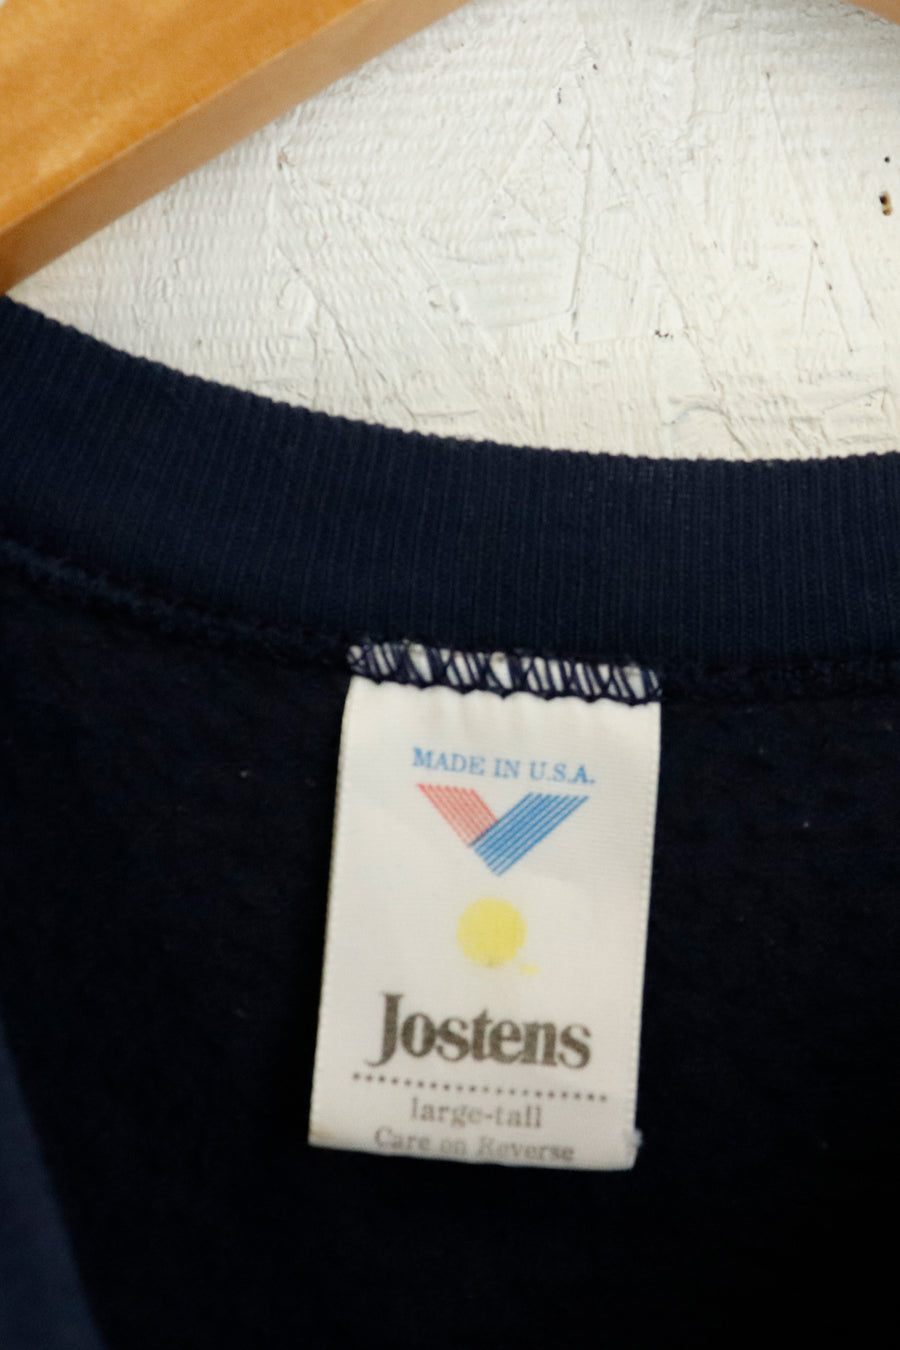 MADE IN U.S.A.
Jostens
large-tall
Care on Reverse